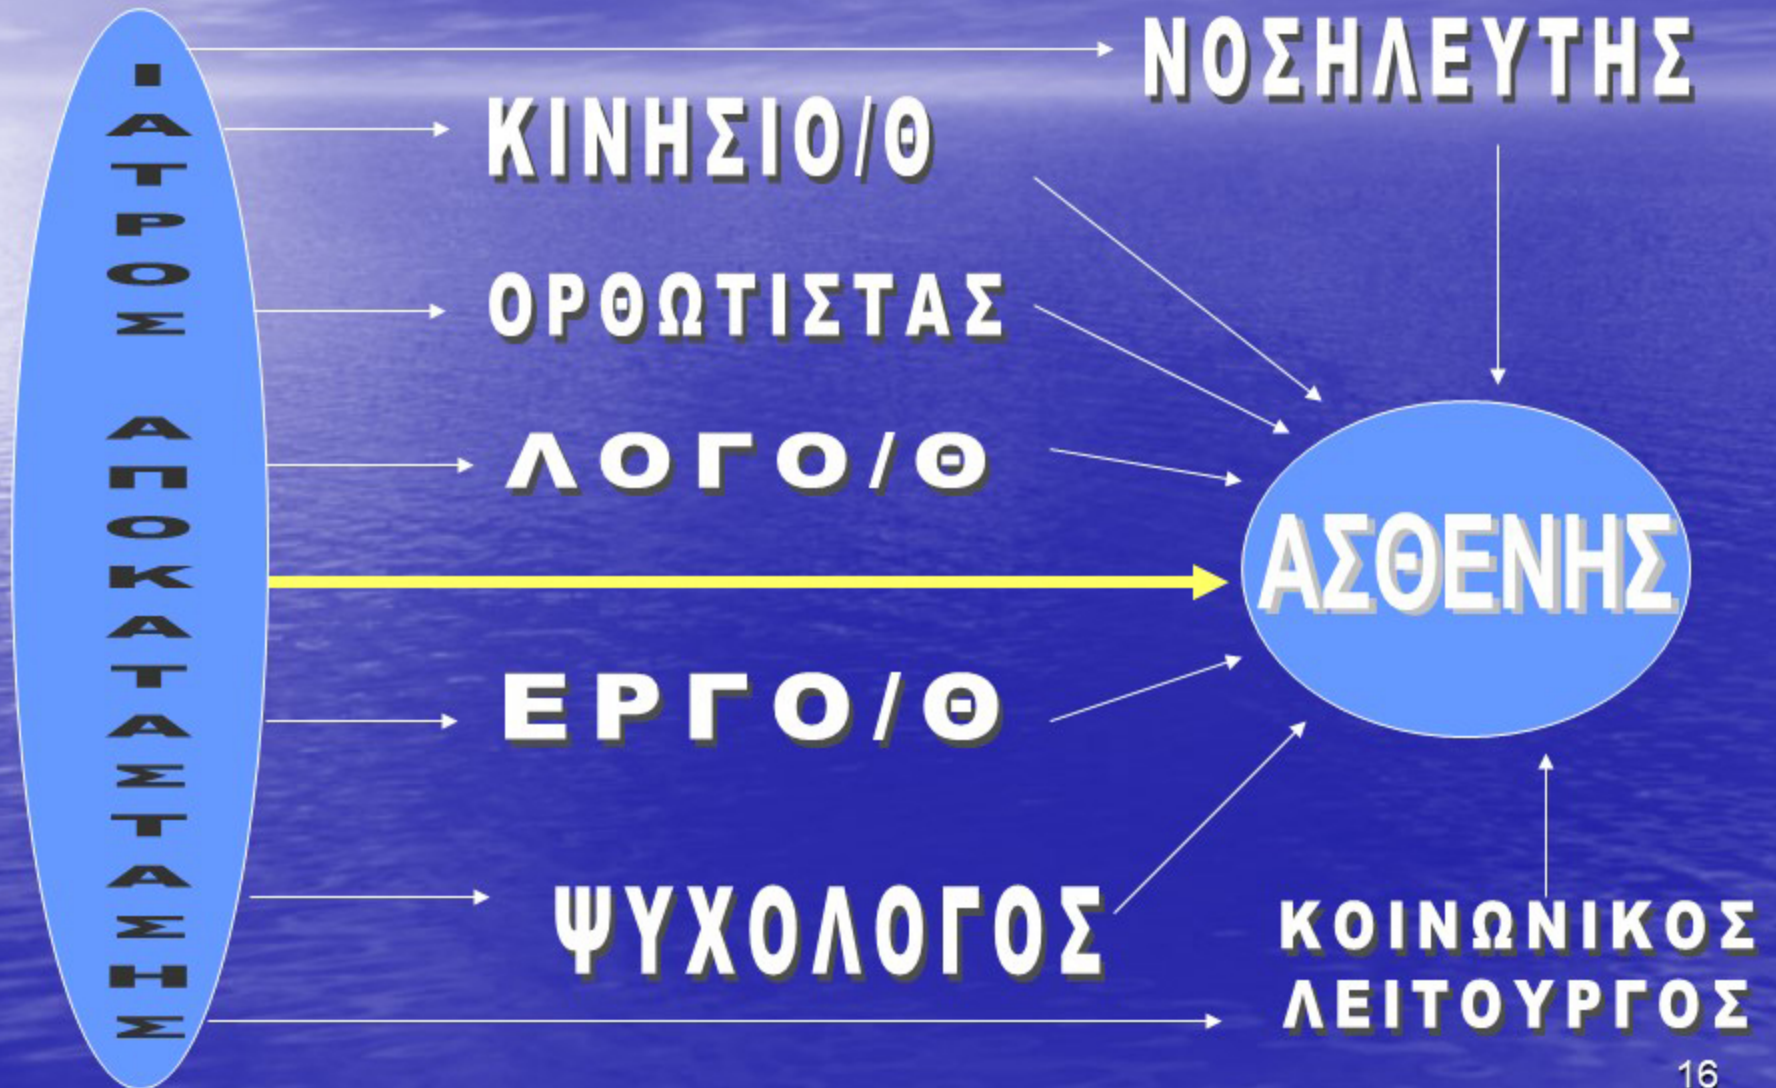 ΙΑΤΡΟΣ ΑΠΟΚΑΤΑΣΤΑΣΗΣ
ΝΟΣΗΛΕΥΤΗΣ
ΚΙΝΗΣΙΟ/Θ
ΟΡΘΩΤΙΣΤΑΣ
ΛΟΓΟ/Θ
ΑΣΘΕΝΗΣ
ΕΡΓΟ/Θ
ΨΥΧΟΛΟΓΟΣ
ΚΟΙΝΩΝΙΚΟΣ
ΛΕΙΤΟΥΡΓΟΣ
16